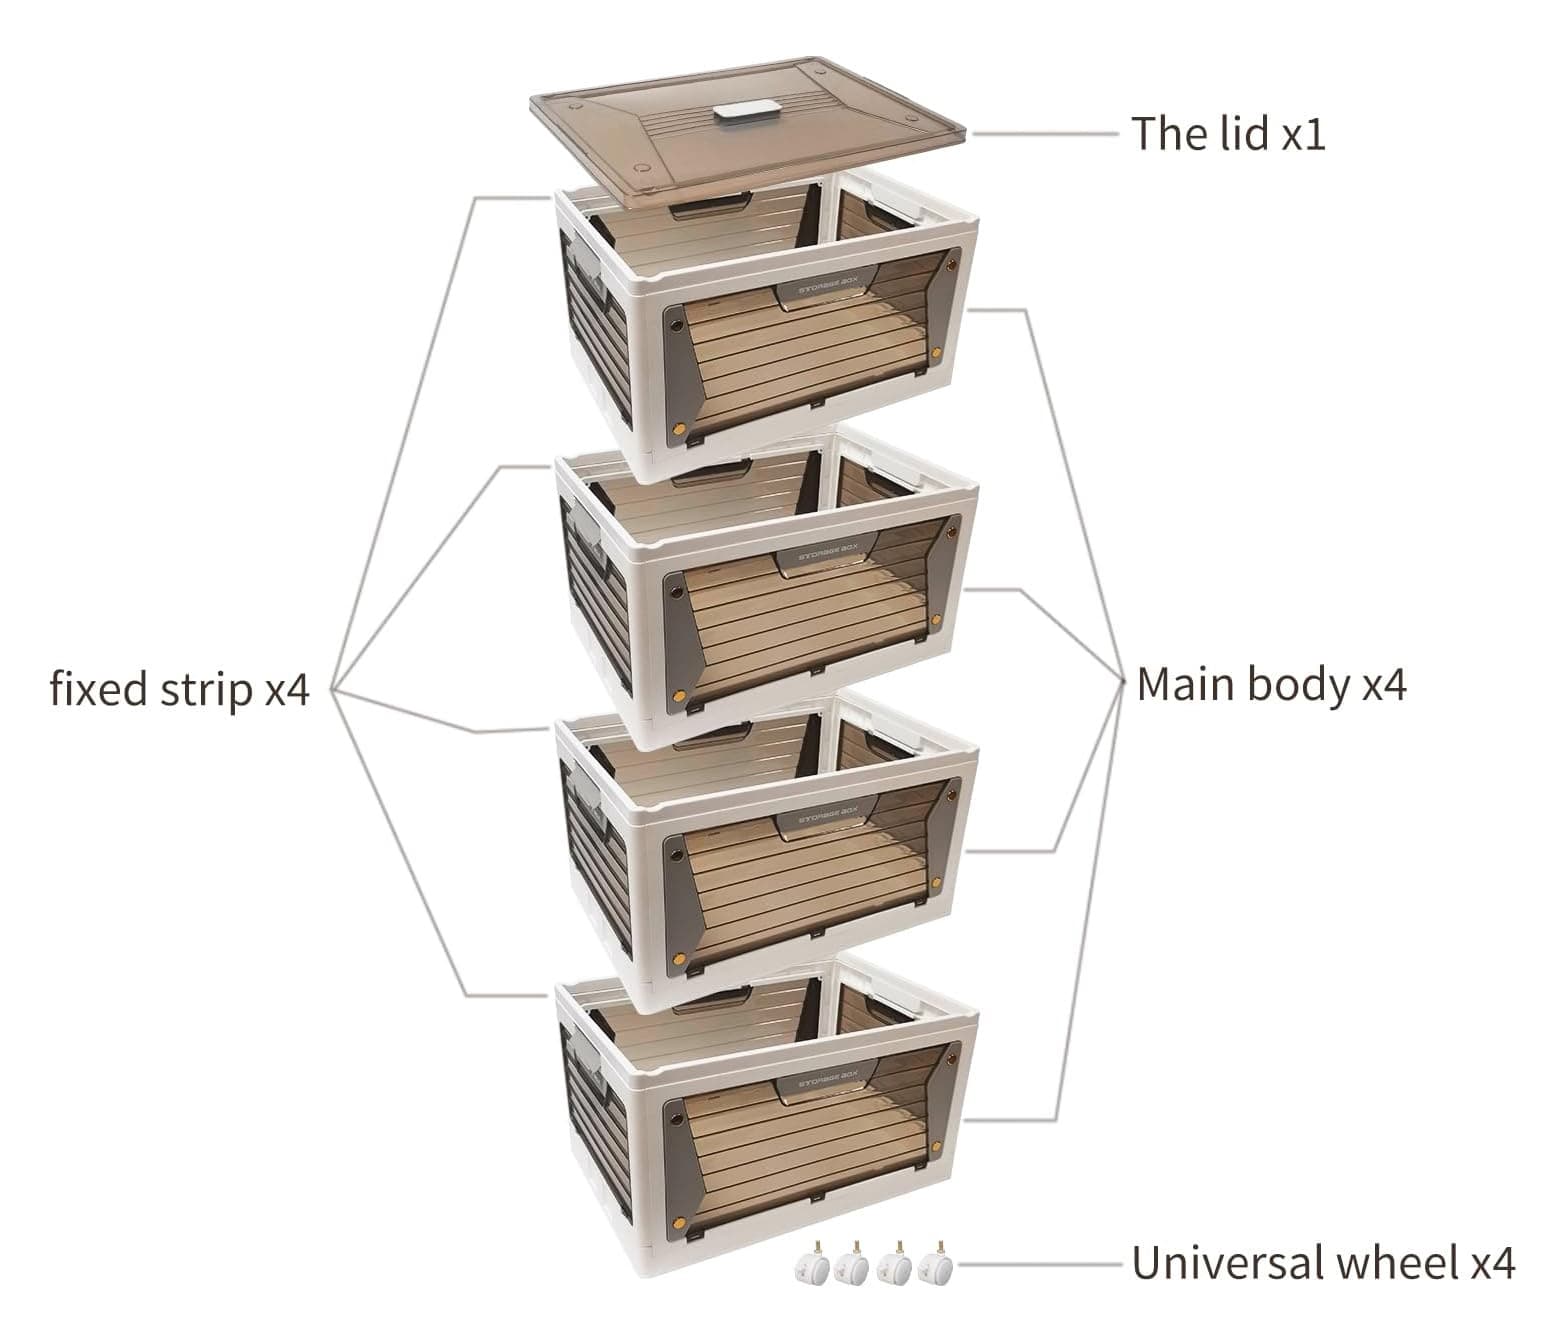 The lid x1
STORAGE BOX
STORAGE BOX
fixed strip x4
Main body x4
STORAGE BOX
STORAGE BOX
Universal wheel x4